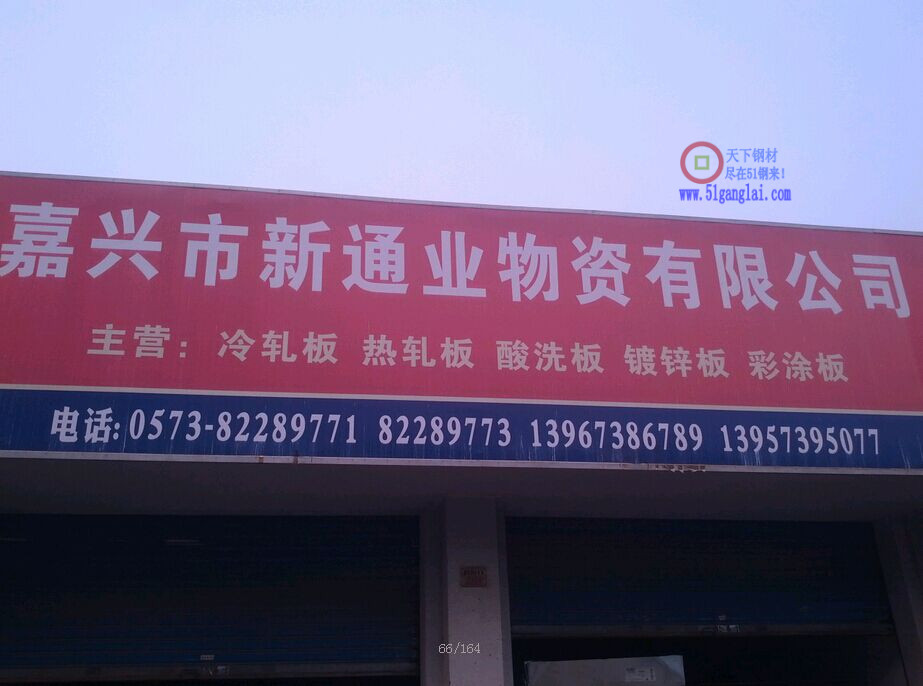 天下钢材
尽在51钢来!
www.51ganglai.com
嘉兴市新通业物资有限公司
主营: 冷轧板 热轧板 酸洗板 镀锌板 彩涂板
电话: 0573-82289771 82289773 13967386789 13957395077
66/164